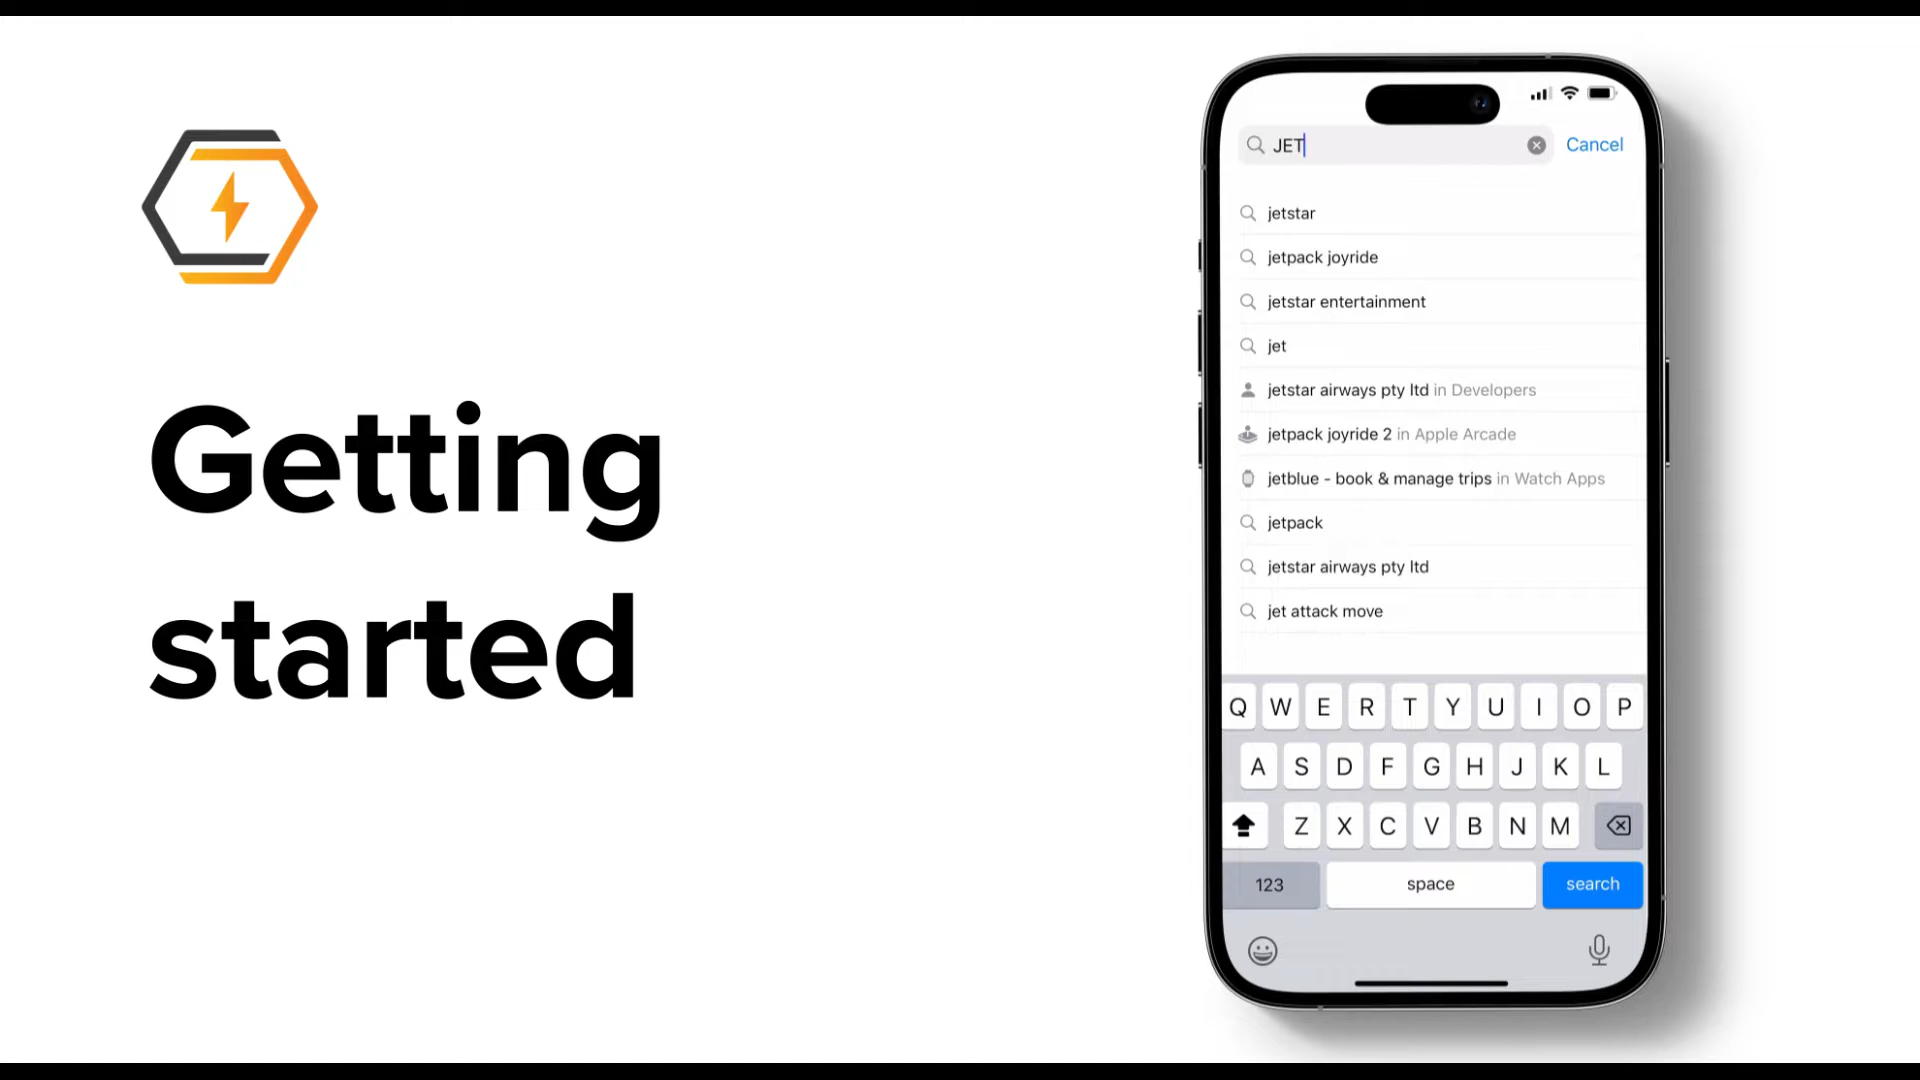 Getting
started
JET
Cancel
jetstar
jetpack joyride
jetstar entertainment
jet
jetstar airways pty ltd in Developers
jetpack joyride 2 in Apple Arcade
jetblue - book & manage trips in Watch Apps
jetpack
jetstar airways pty ltd
jet attack move
Q W E R T Y U I O P
A S D F G H J K L
Z X C V B N M
123 space search